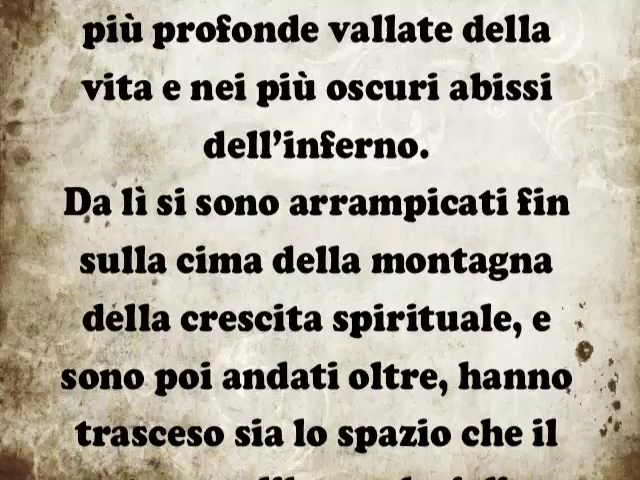 più profonde vallate della
vita e nei più oscuri abissi
dell'inferno.
Da lì si sono arrampicati fin
sulla cima della montagna
della crescita spirituale, e
sono poi andati oltre, hanno
trasceso sia lo spazio che il